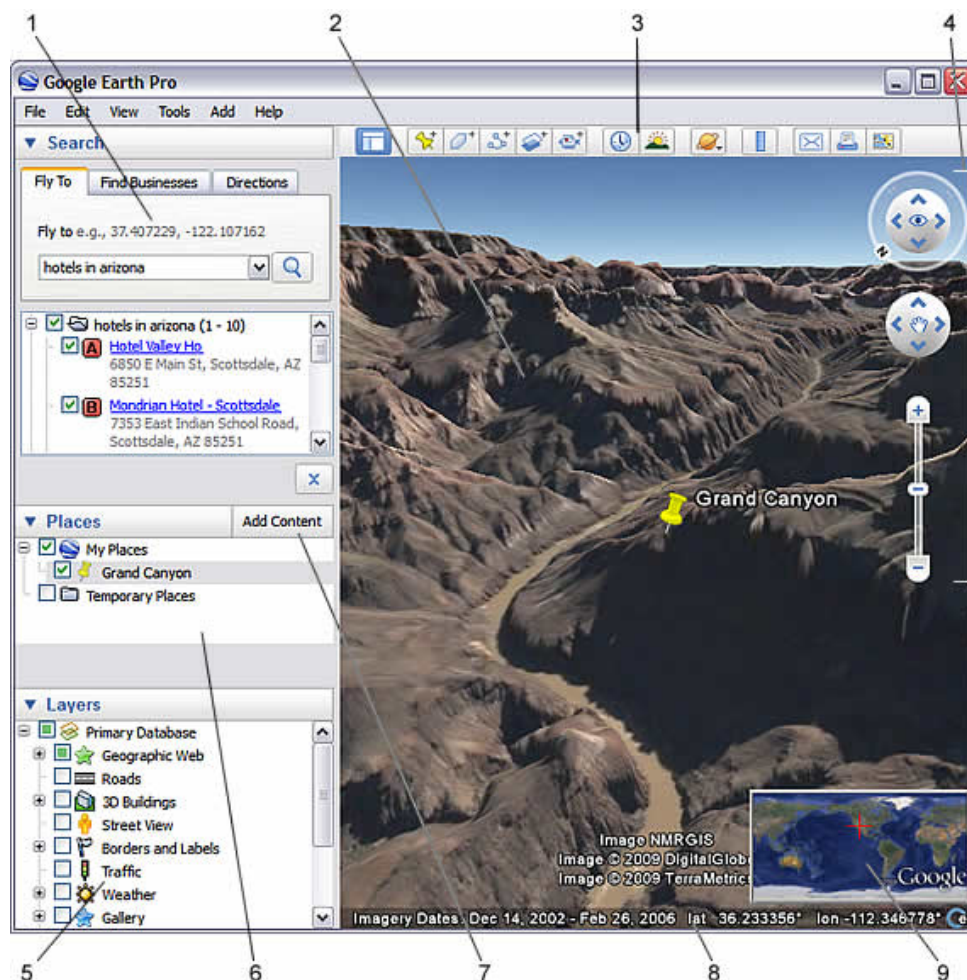 1 2 3 4
Google Earth Pro
File Edit View Tools Add Help
Search
Fly To Find Businesses Directions
Fly to e.g., 37.407229, -122.107162
hotels in arizona
hotels in arizona (1 - 10)
A Hotel Valley Ho
6850 E Main St, Scottsdale, AZ
85251
B Mondrian Hotel - Scottsdale
7353 East Indian School Road,
Scottsdale, AZ 85251
Places Add Content
My Places
Grand Canyon
Temporary Places
Layers
Primary Database
Geographic Web
Roads
3D Buildings
Street View
Borders and Labels
Traffic
Weather
Gallery
N
Grand Canyon
Image NMRGIS
Image © 2009 DigitalGlobe
Image © 2009 TerraMetrics
Google
Imagery Dates: Dec 14, 2002 - Feb 26, 2006 lat 36.233356° lon -112.346778° e
5 6 7 8 9